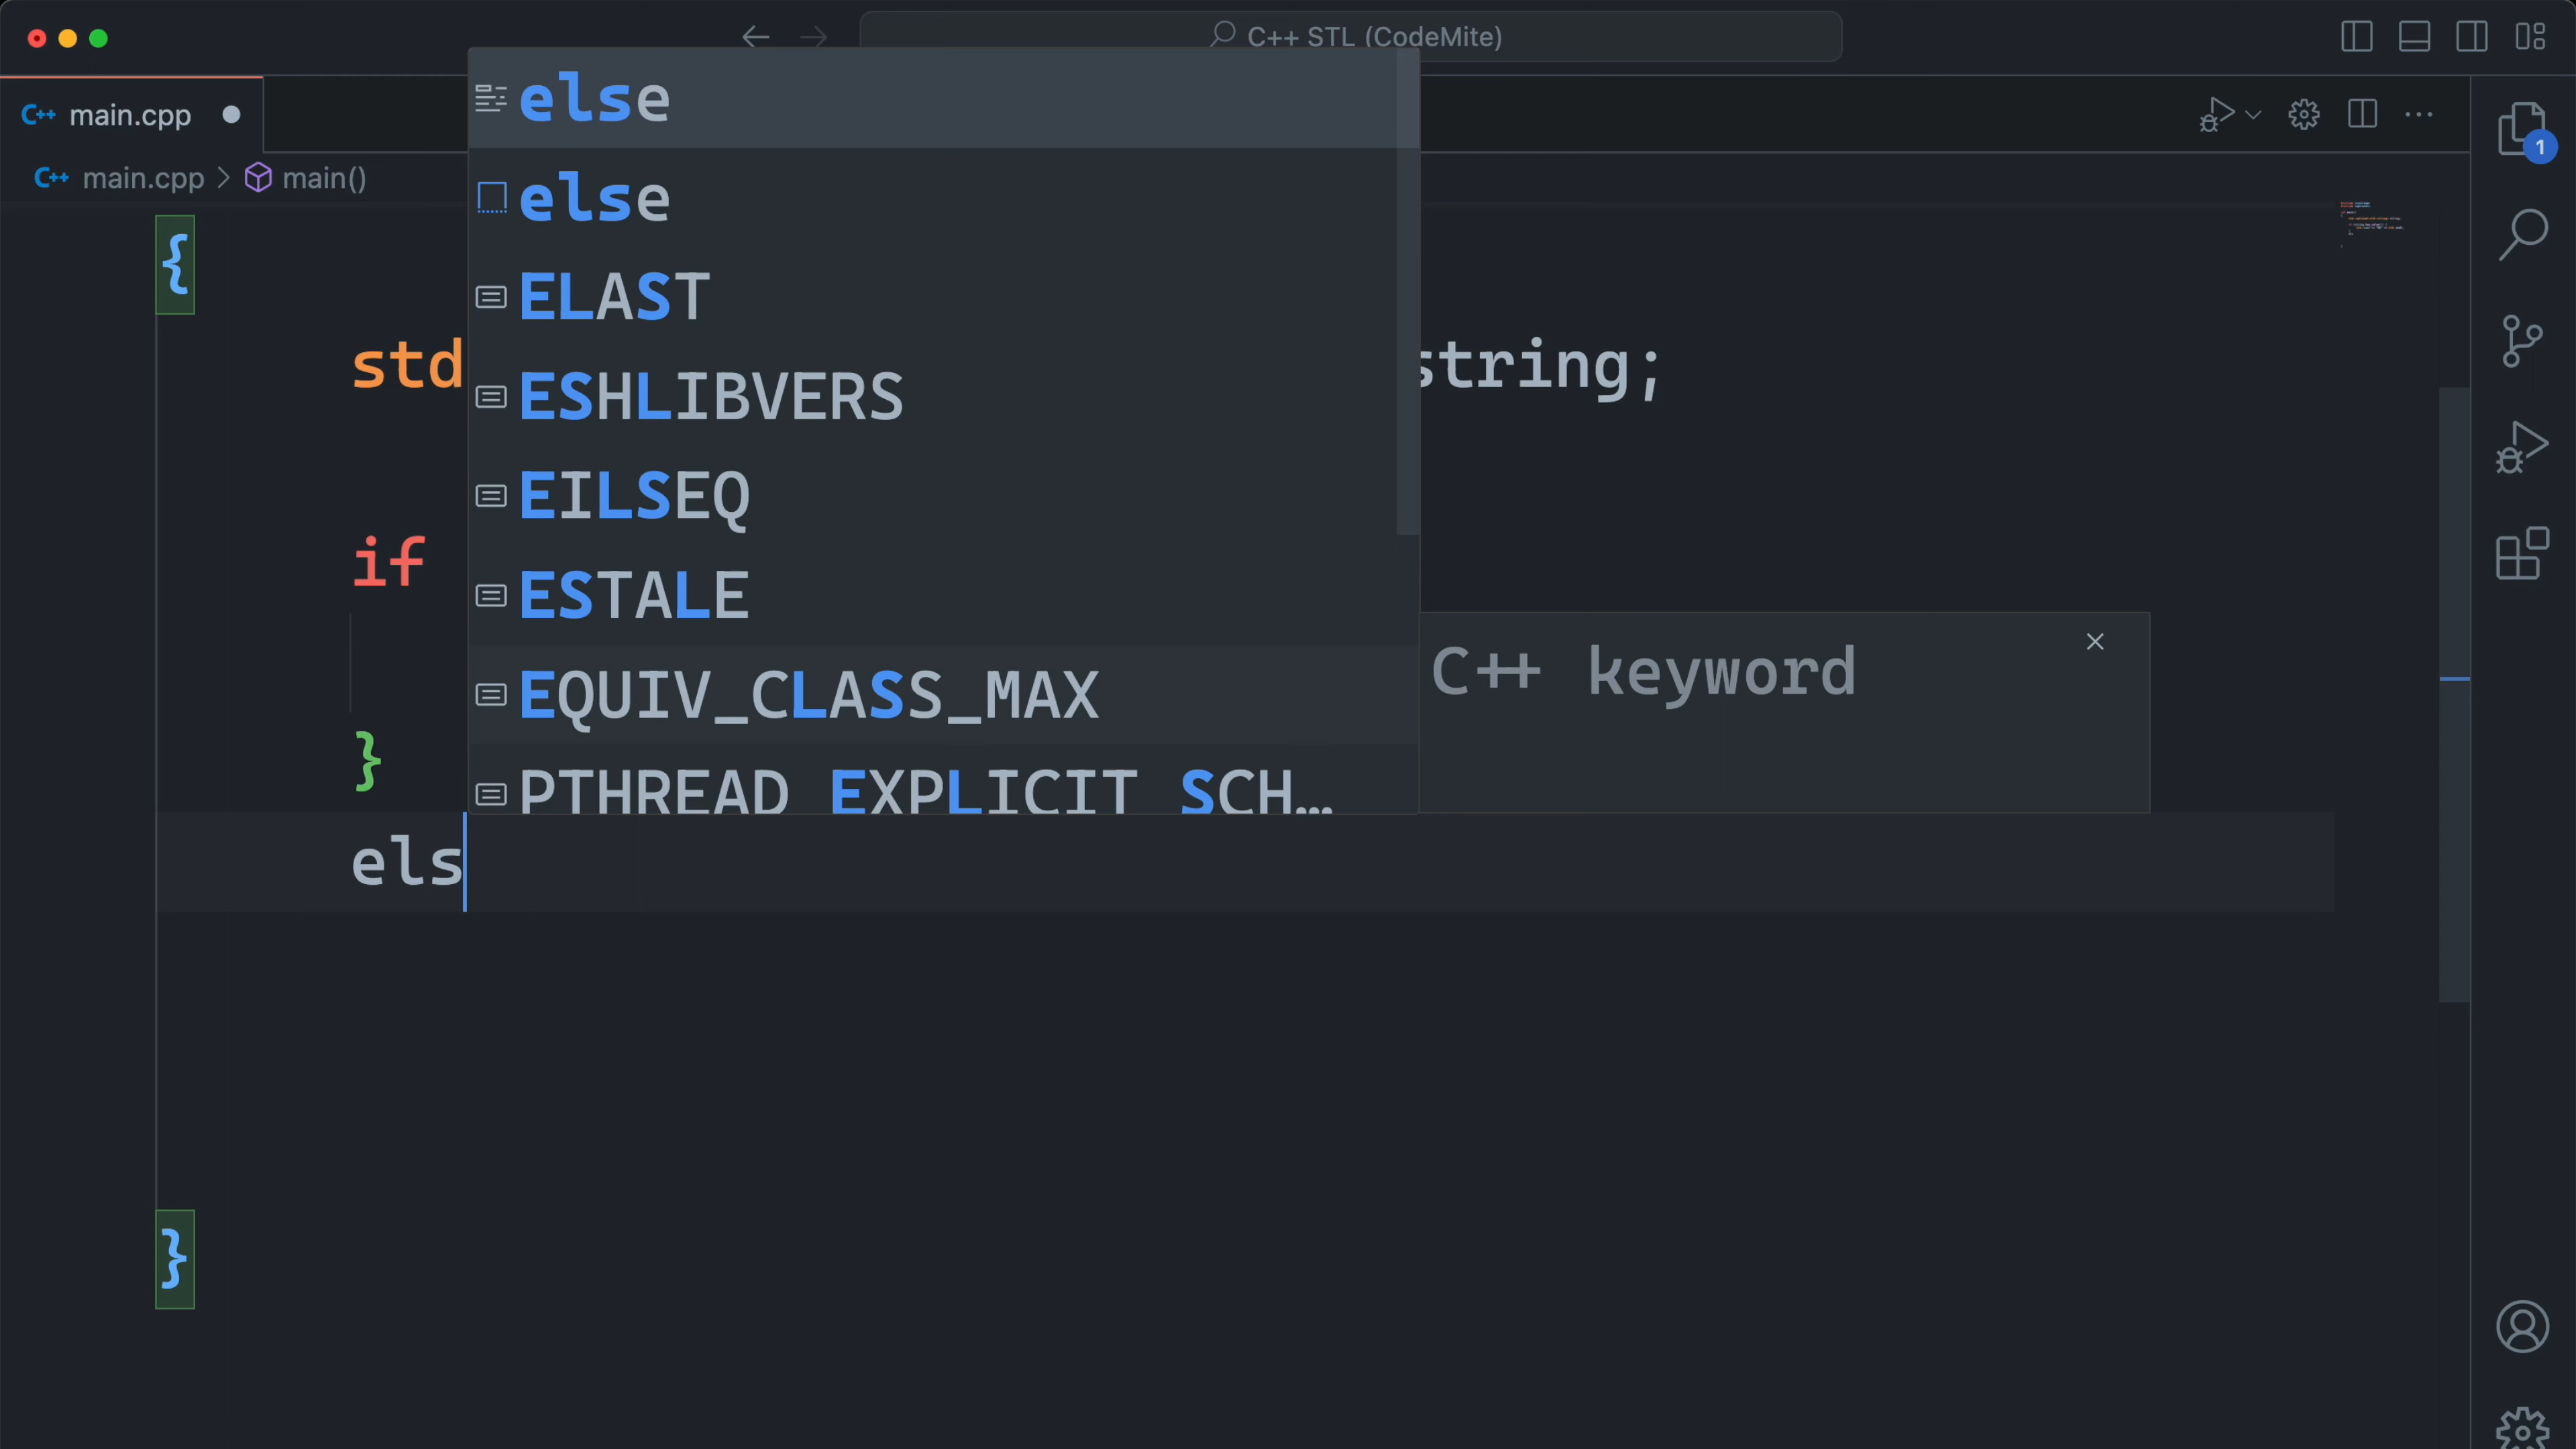 C++ STL (CodeMite)
C++ main.cpp
C++ main.cpp > main()
1
{
std
string;
if
}
els
}
else
else
ELAST
ESHLIBVERS
EILSEQ
ESTALE
EQUIV_CLASS_MAX
PTHREAD_EXPLICIT_SCH…
C++ keyword